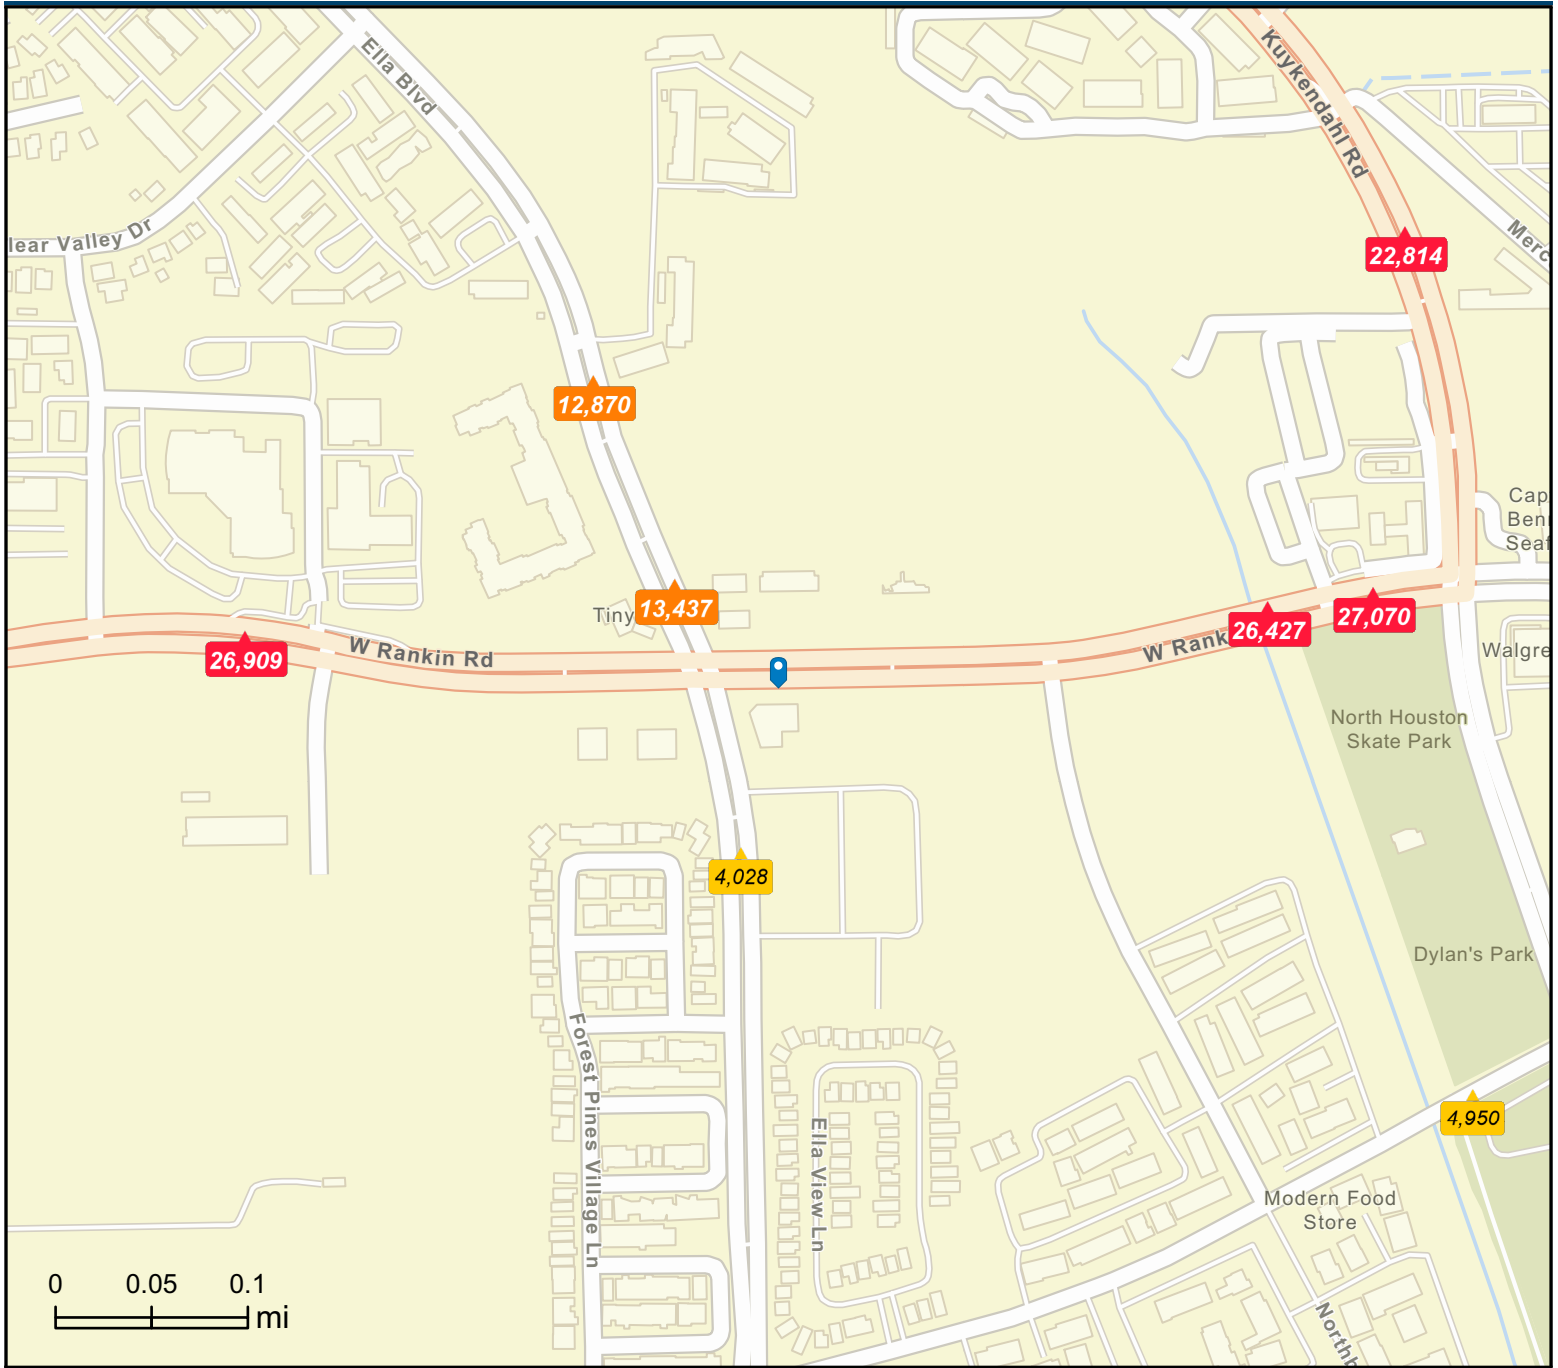 Ella Blvd
Kuykendahl Rd
lear Valley Dr
Merc
22,814
12,870
Cap
Ben
Seaf
13,437
Tiny
26,427
27,070
W Rankin Rd
26,909
W Rank
Walgre
North Houston
Skate Park
4,028
Dylan's Park
Forest Pines Village Ln
Ella View Ln
4,950
Modern Food
Store
0 0.05 0.1
mi
North